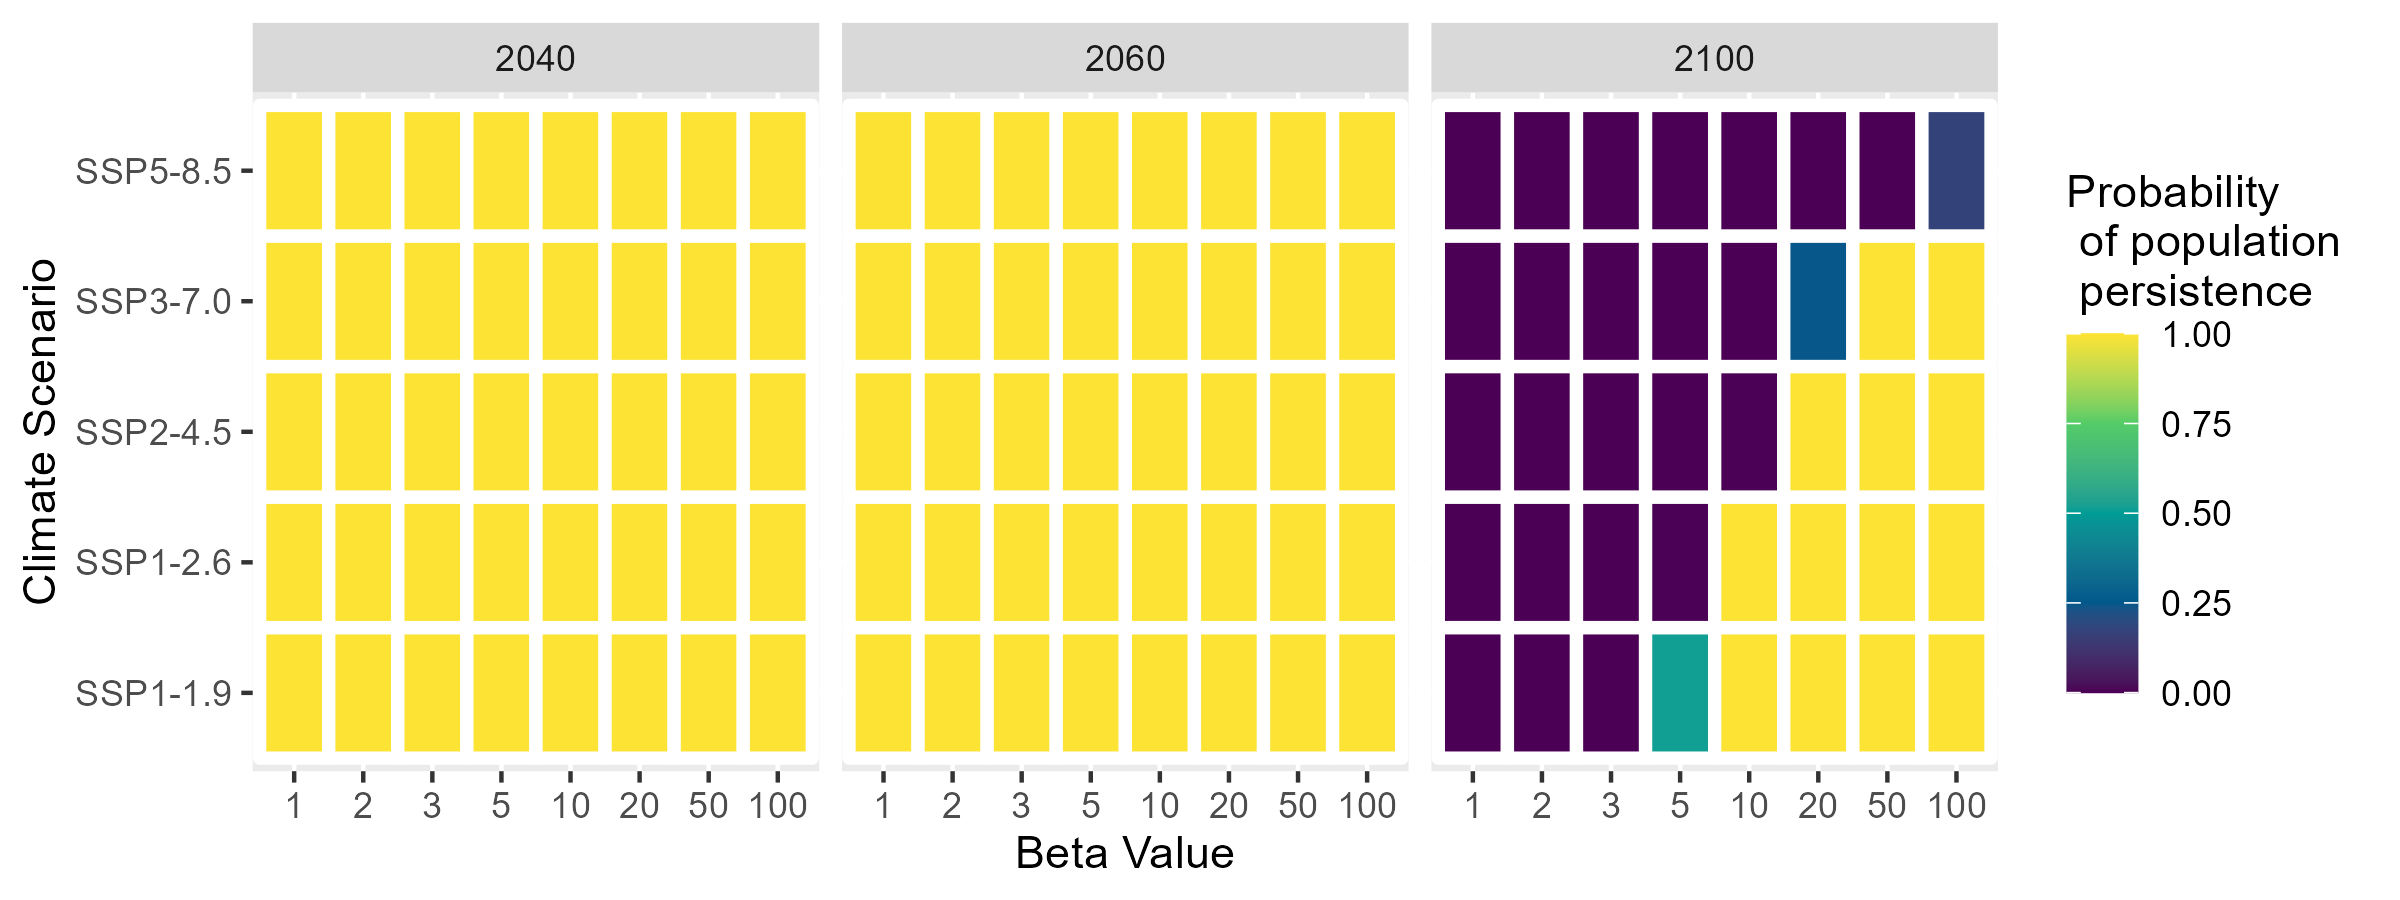 2040 2060 2100
Climate Scenario
SSP5-8.5
SSP3-7.0
SSP2-4.5
SSP1-2.6
SSP1-1.9
1 2 3 5 10 20 50 100 1 2 3 5 10 20 50 100 1 2 3 5 10 20 50 100
Beta Value
Probability
of population
persistence
1.00
0.75
0.50
0.25
0.00